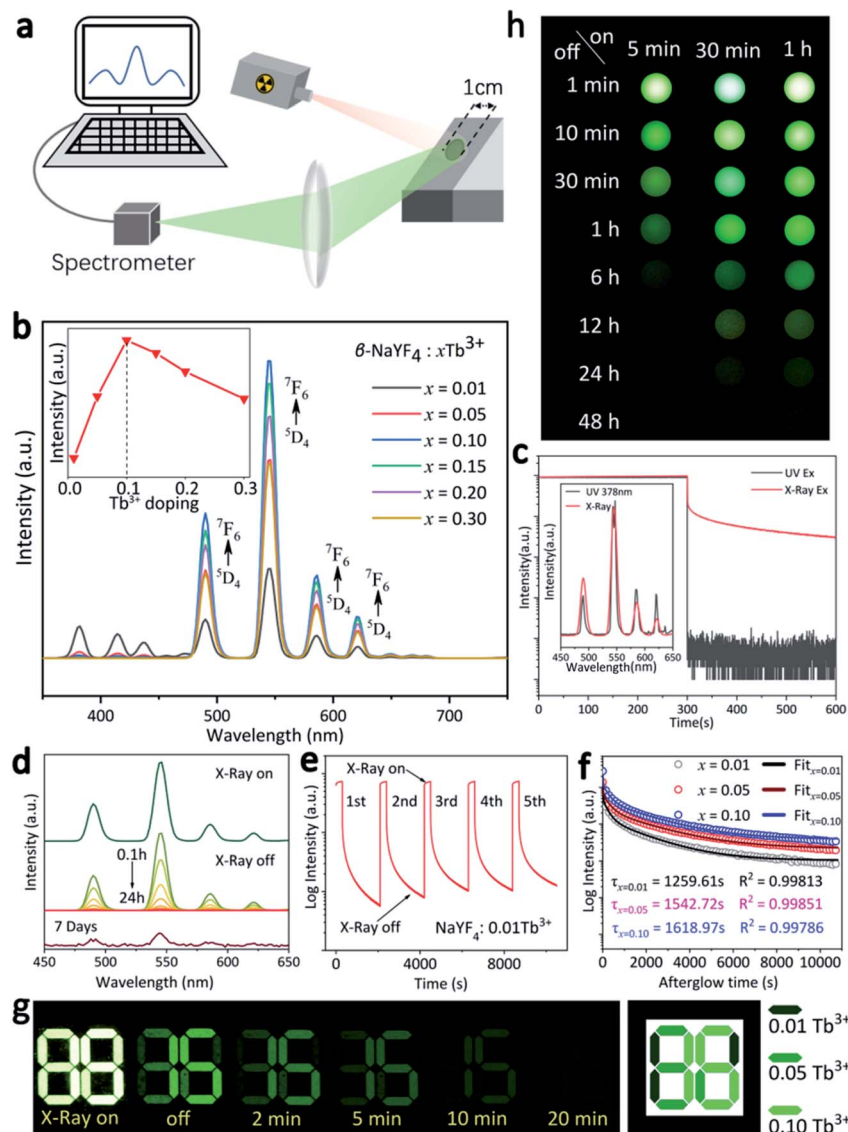 a
1cm
Spectrometer
h
off / on
5 min 30 min 1 h
1 min
10 min
30 min
1 h
6 h
12 h
24 h
48 h
b
Intensity (a.u.)
Intensity (a.u.)
0.0 0.1 0.2 0.3
Tb³⁺ doping
β-NaYF₄ : xTb³⁺
x = 0.01
x = 0.05
x = 0.10
x = 0.15
x = 0.20
x = 0.30
⁷F₆
⁵D₄
⁷F₆
⁵D₄
⁷F₆
⁵D₄
⁷F₆
⁵D₄
400 500 600 700
Wavelength (nm)
c
Intensity(a.u.)
UV Ex
X-Ray Ex
Intensity(a.u.)
UV 378nm
X-Ray
450 500 550 600 650
Wavelength(nm)
0 100 200 300 400 500 600
Time(s)
d
Intensity (a.u.)
X-Ray on
0.1h
X-Ray off
24h
7 Days
450 500 550 600 650
Wavelength (nm)
e
Log Intensity (a.u.)
X-Ray on
1st 2nd 3rd 4th 5th
X-Ray off
NaYF₄: 0.01Tb³⁺
0 4000 8000
Time (s)
f
Log Intensity (a.u.)
x = 0.01 Fitₓ₌₀.₀₁
x = 0.05 Fitₓ₌₀.₀₅
x = 0.10 Fitₓ₌₀.₁₀
τₓ₌₀.₀₁ = 1259.61s R² = 0.99813
τₓ₌₀.₀₅ = 1542.72s R² = 0.99851
τₓ₌₀.₁₀ = 1618.97s R² = 0.99786
0 2000 4000 6000 8000 10000
Afterglow time (s)
g
88 36 36 36 15
X-Ray on off 2 min 5 min 10 min 20 min
88
0.01 Tb³⁺
0.05 Tb³⁺
0.10 Tb³⁺